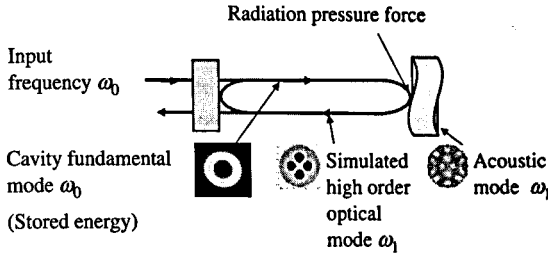 Radiation pressure force
Input
frequency ω₀
Cavity fundamental
mode ω₀
(Stored energy)
Simulated
high order
optical
mode ω₁
Acoustic
mode ω